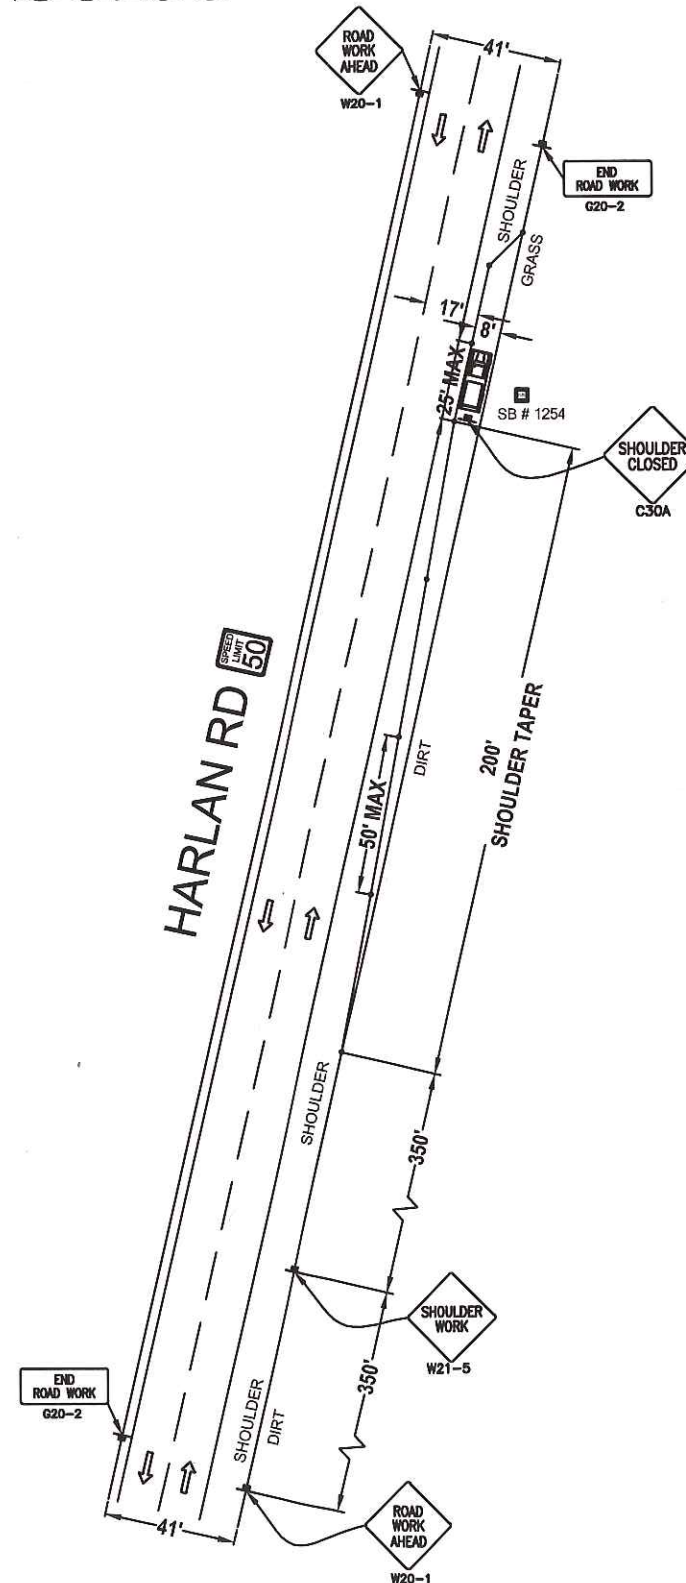 41'
ROAD
WORK
AHEAD
W20-1
END
ROAD WORK
G20-2
SHOULDER
GRASS
17'
8'
25' MAX
SB # 1254
SHOULDER
CLOSED
C30A
HARLAN RD
SPEED
LIMIT
50
200'
SHOULDER TAPER
DIRT
50' MAX
SHOULDER
350'
SHOULDER
WORK
W21-5
350'
END
ROAD WORK
G20-2
SHOULDER
DIRT
41'
ROAD
WORK
AHEAD
W20-1